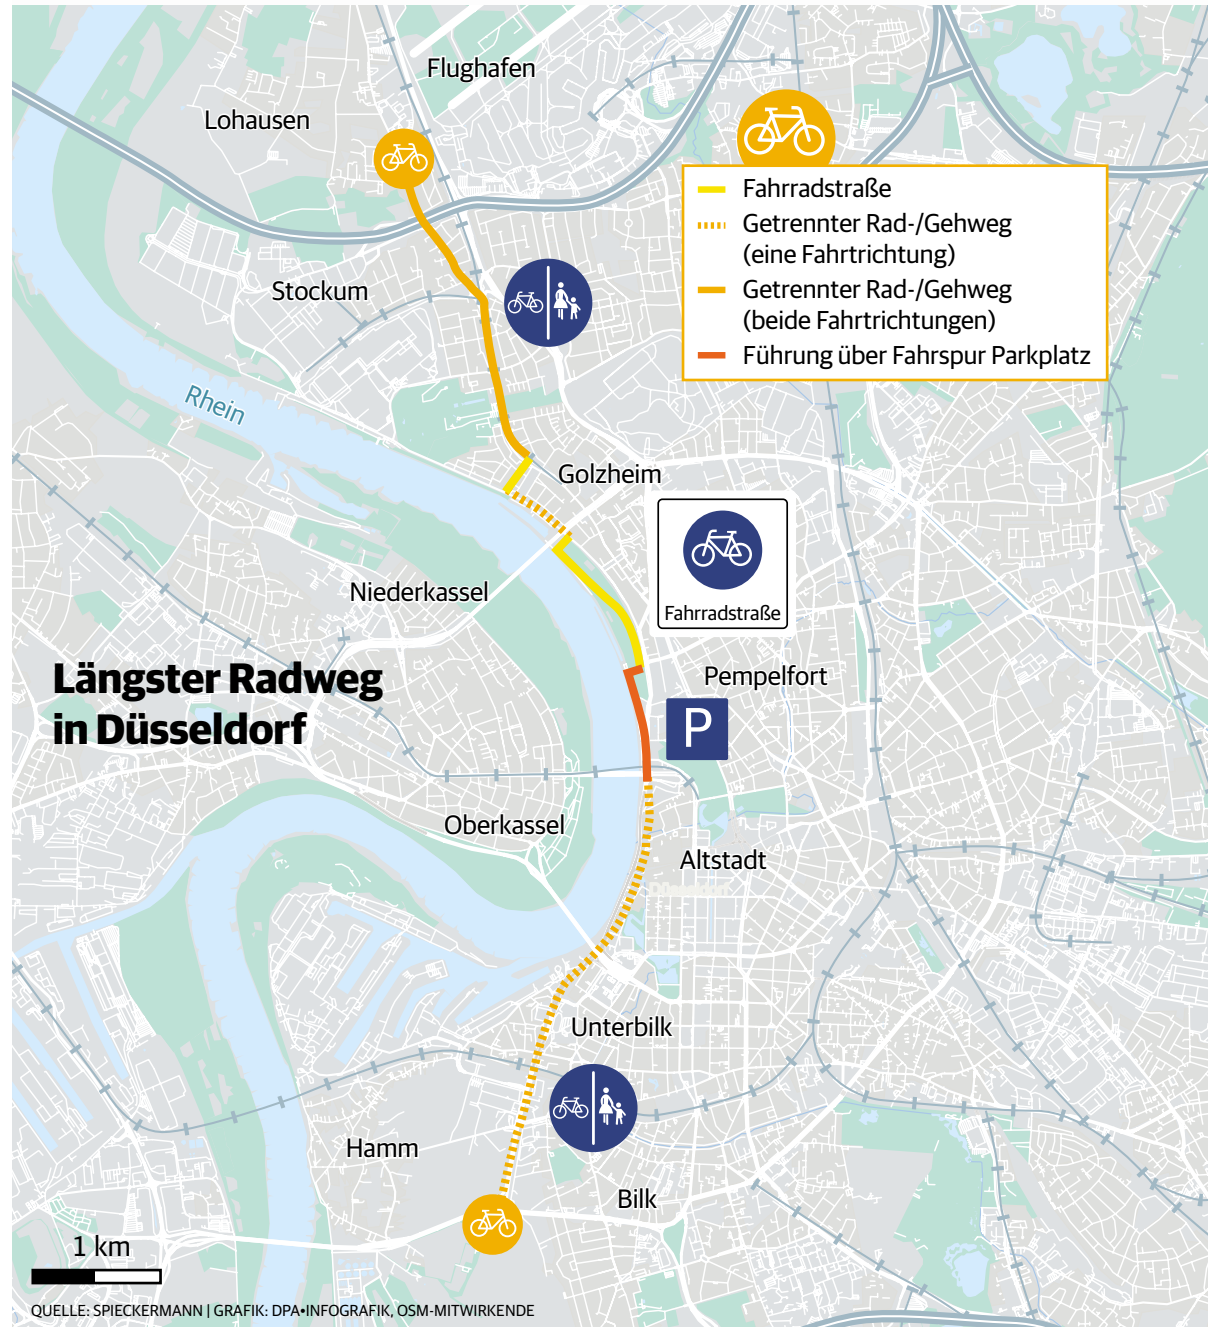 Flughafen
Lohausen
Fahrradstraße
Getrennter Rad-/Gehweg
(eine Fahrtrichtung)
Getrennter Rad-/Gehweg
(beide Fahrtrichtungen)
Führung über Fahrspur Parkplatz
Stockum
Rhein
Golzheim
Fahrradstraße
Niederkassel
Längster Radweg
in Düsseldorf
Pempelfort
P
Oberkassel
Altstadt
Düsseldorf
Unterbilk
Hamm
Bilk
1 km
QUELLE: SPIECKERMANN | GRAFIK: DPA•INFOGRAFIK, OSM-MITWIRKENDE